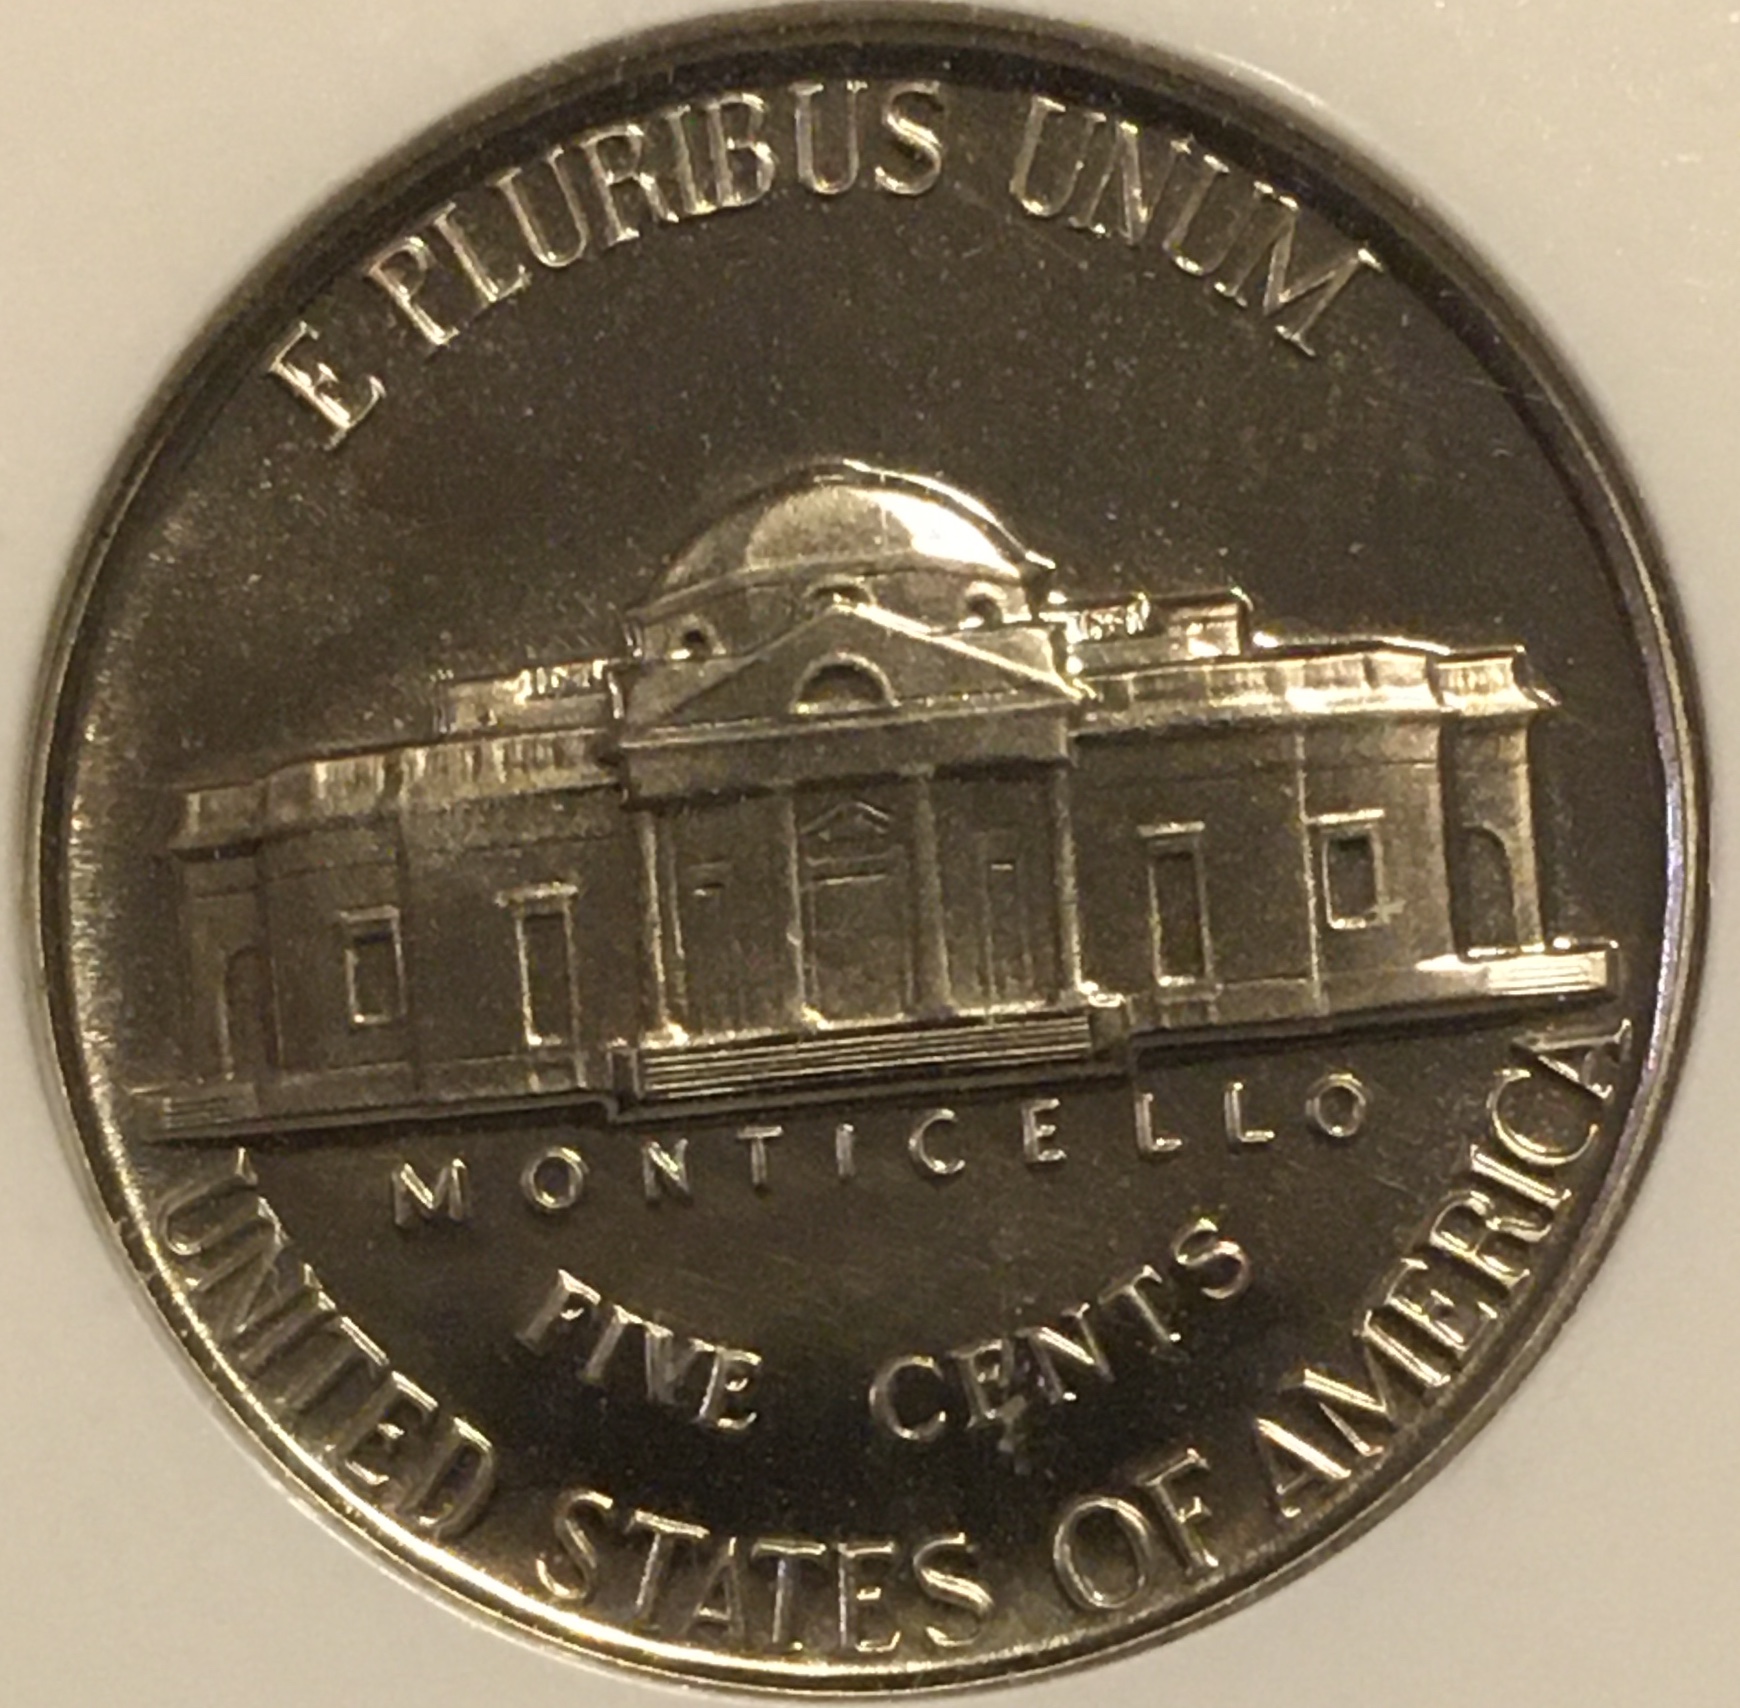 E PLURIBUS UNUM
MONTICELLO
FIVE CENTS
UNITED STATES OF AMERICA